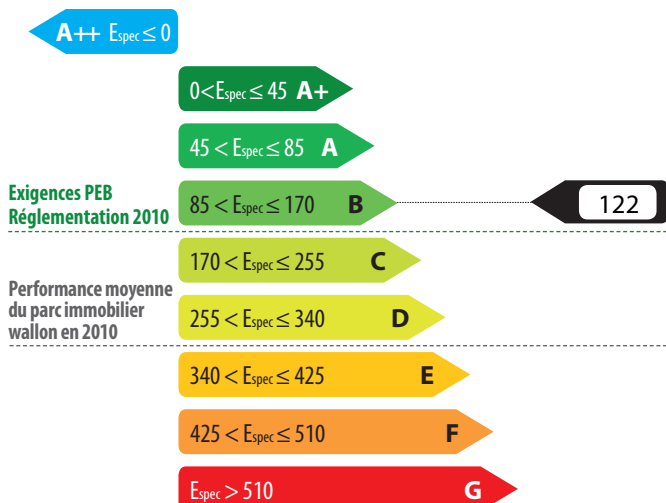 A++ Espec ≤ 0
0<Espec ≤ 45 A+
45 < Espec ≤ 85 A
Exigences PEB
Réglementation 2010
85 < Espec ≤ 170 B
122
170 < Espec ≤ 255 C
Performance moyenne
du parc immobilier
wallon en 2010
255 < Espec ≤ 340 D
340 < Espec ≤ 425 E
425 < Espec ≤ 510 F
Espec > 510 G